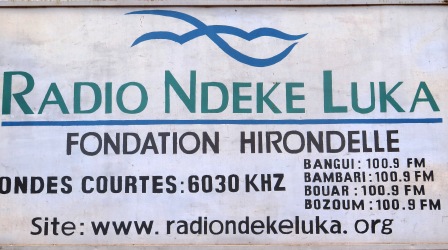 RADIO NDEKE LUKA
FONDATION HIRONDELLE
ONDES COURTES: 6030 KHZ
BANGUI: 100.9 FM
BAMBARI: 100.9 FM
BOUAR: 100.9 FM
BOZOUM: 100.9 FM
Site: www. radiondekeluka. org